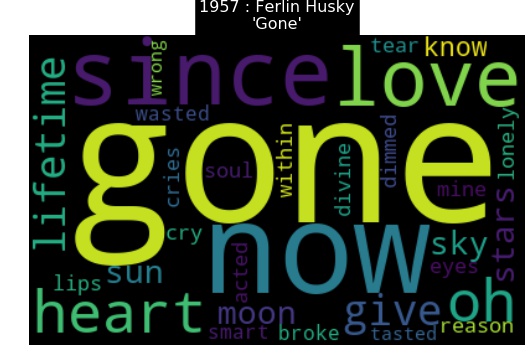 1957 : Ferlin Husky
'Gone'
since
wrong
love
tear
know
lifetime
wasted
gone
cries
soul
within
divine
dimmed
mine
lonely
stars
cry
now
acted
sky
eyes
lips
sun
heart
moon
give
oh
smart
broke
tasted
reason